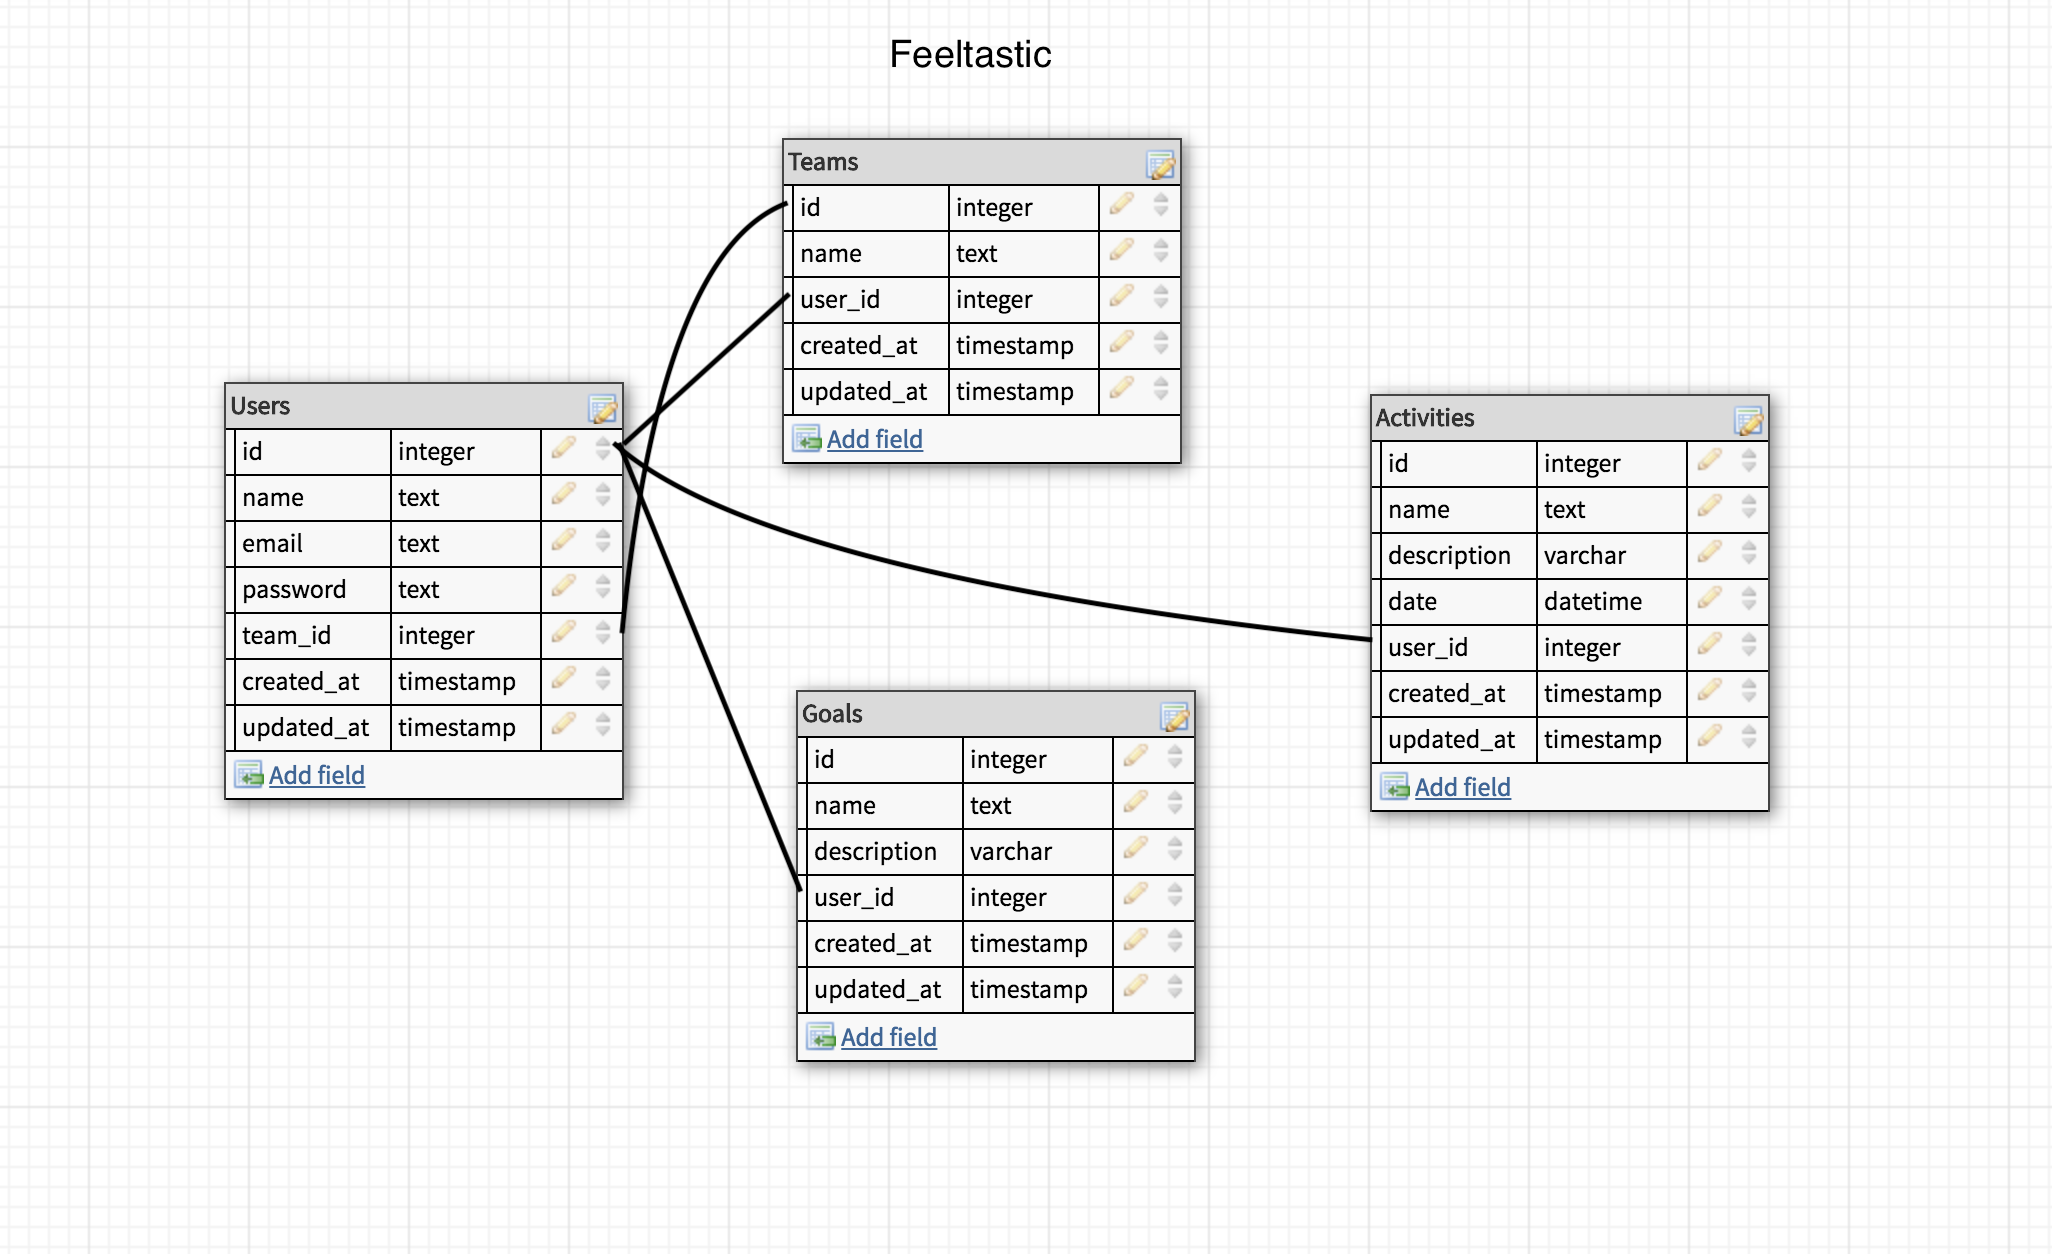 Feeltastic
Teams
id integer
name text
user_id integer
created_at timestamp
updated_at timestamp
Add field
Users
id integer
name text
email text
password text
team_id integer
created_at timestamp
updated_at timestamp
Add field
Activities
id integer
name text
description varchar
date datetime
user_id integer
created_at timestamp
updated_at timestamp
Add field
Goals
id integer
name text
description varchar
user_id integer
created_at timestamp
updated_at timestamp
Add field